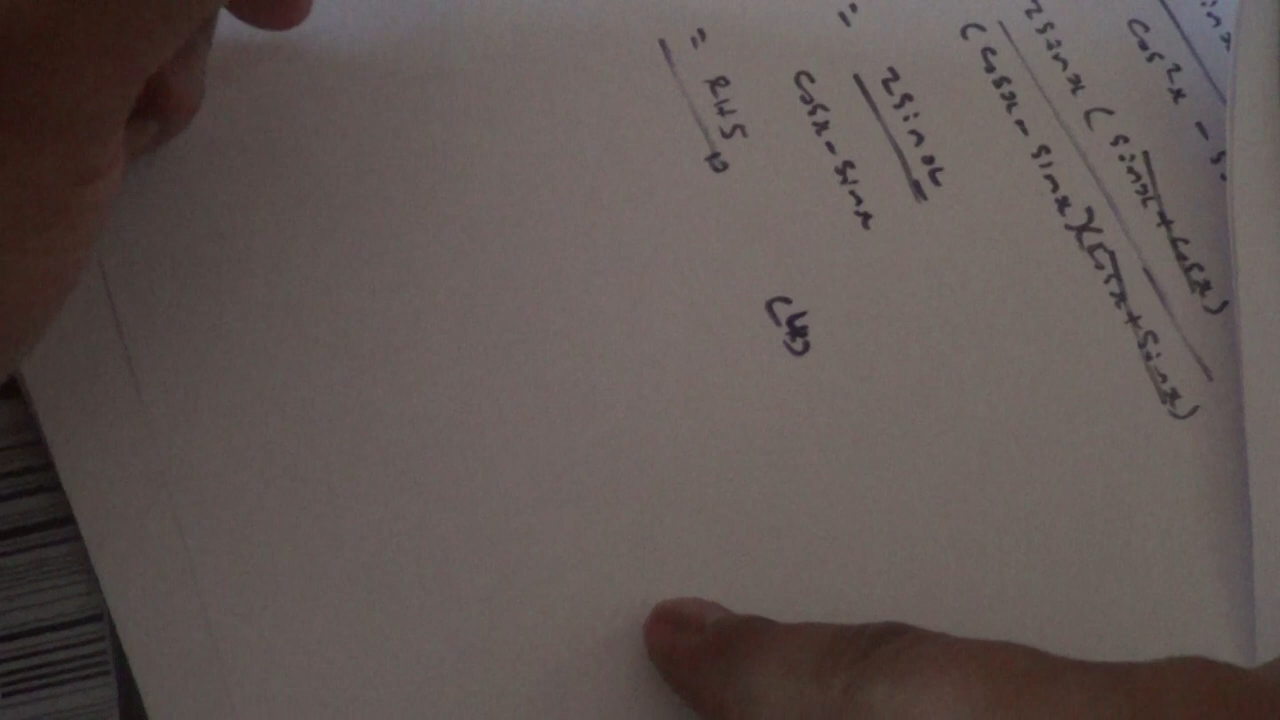 cos²x -
2sinx (sinx + cosx)
(cosx - sinx)(cosx + sinx)
= 2sinx
cosx - sinx
= RHS
(4)